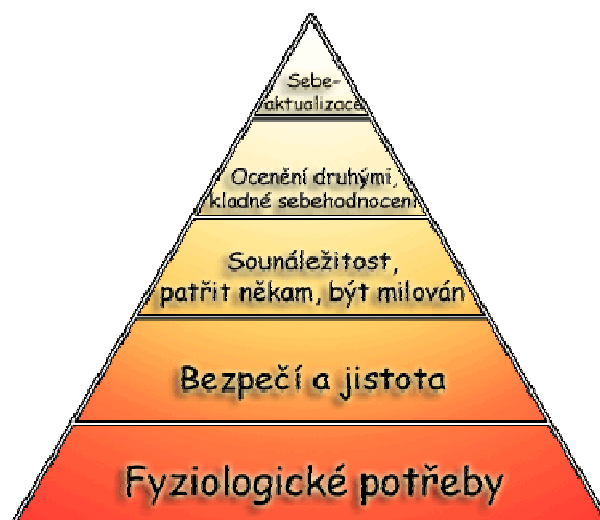 Sebe-
aktualizace
Ocenění druhými,
kladné sebehodnocení
Sounáležitost,
patřit někam, být milován
Bezpečí a jistota
Fyziologické potřeby